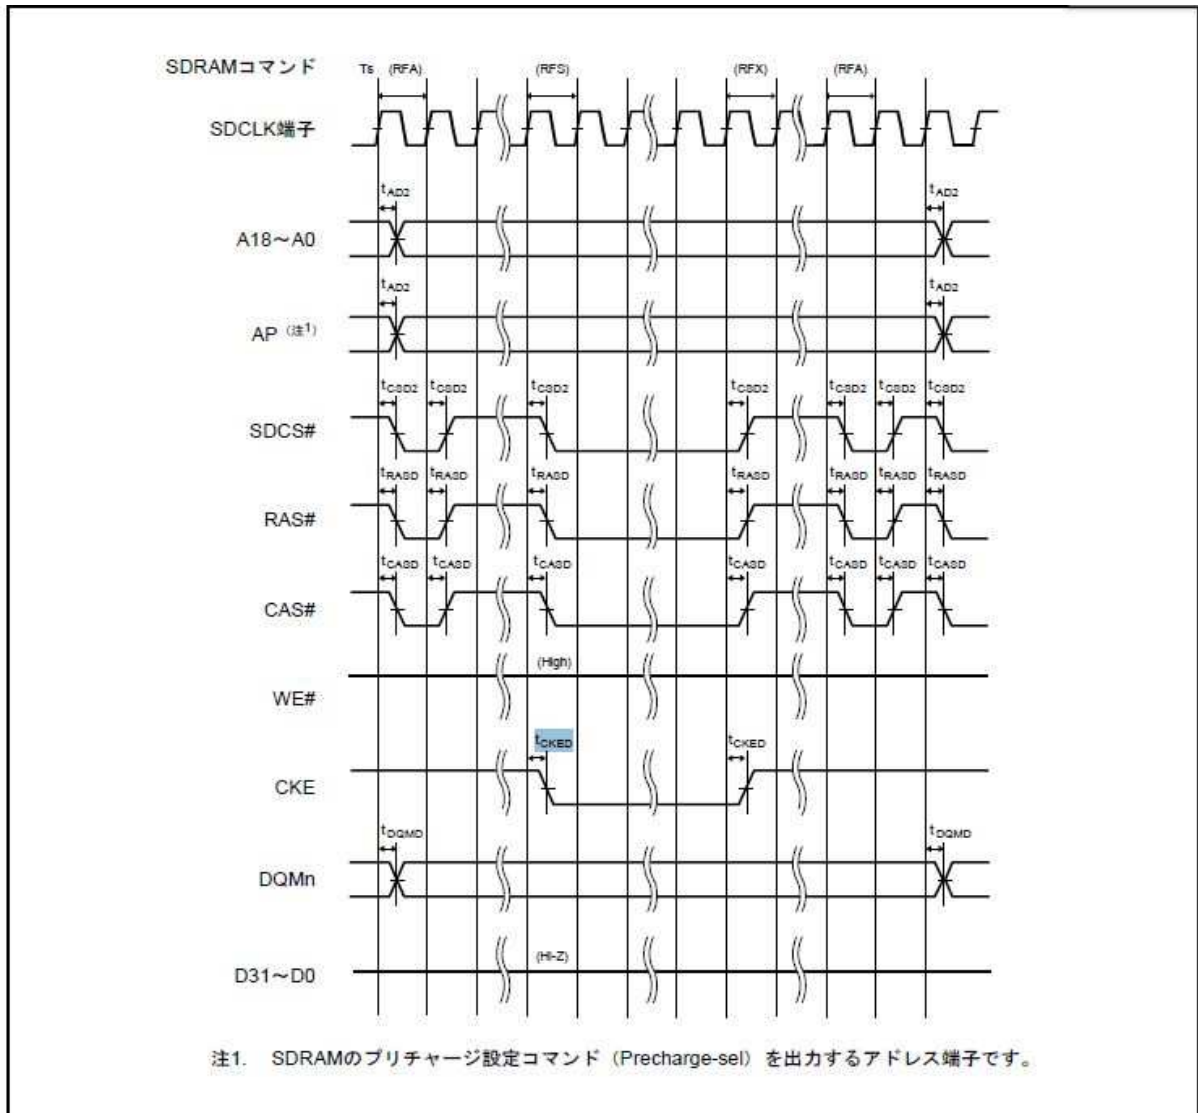 SDRAMコマンド Ts (RFA) (RFS) (RFX) (RFA)
SDCLK端子
tAD2 tAD2
A18～A0
tAD2 tAD2
AP（注1）
tCSD2 tCSD2 tCSD2 tCSD2 tCSD2 tCSD2 tCSD2
SDCS#
tRASD tRASD tRASD tRASD tRASD tRASD tRASD
RAS#
tCASD tCASD tCASD tCASD tCASD tCASD tCASD
CAS#
(High)
WE#
tCKED tCKED
CKE
tDQMD tDQMD
DQMn
(Hi-Z)
D31～D0
注1. SDRAMのプリチャージ設定コマンド（Precharge-sel）を出力するアドレス端子です。